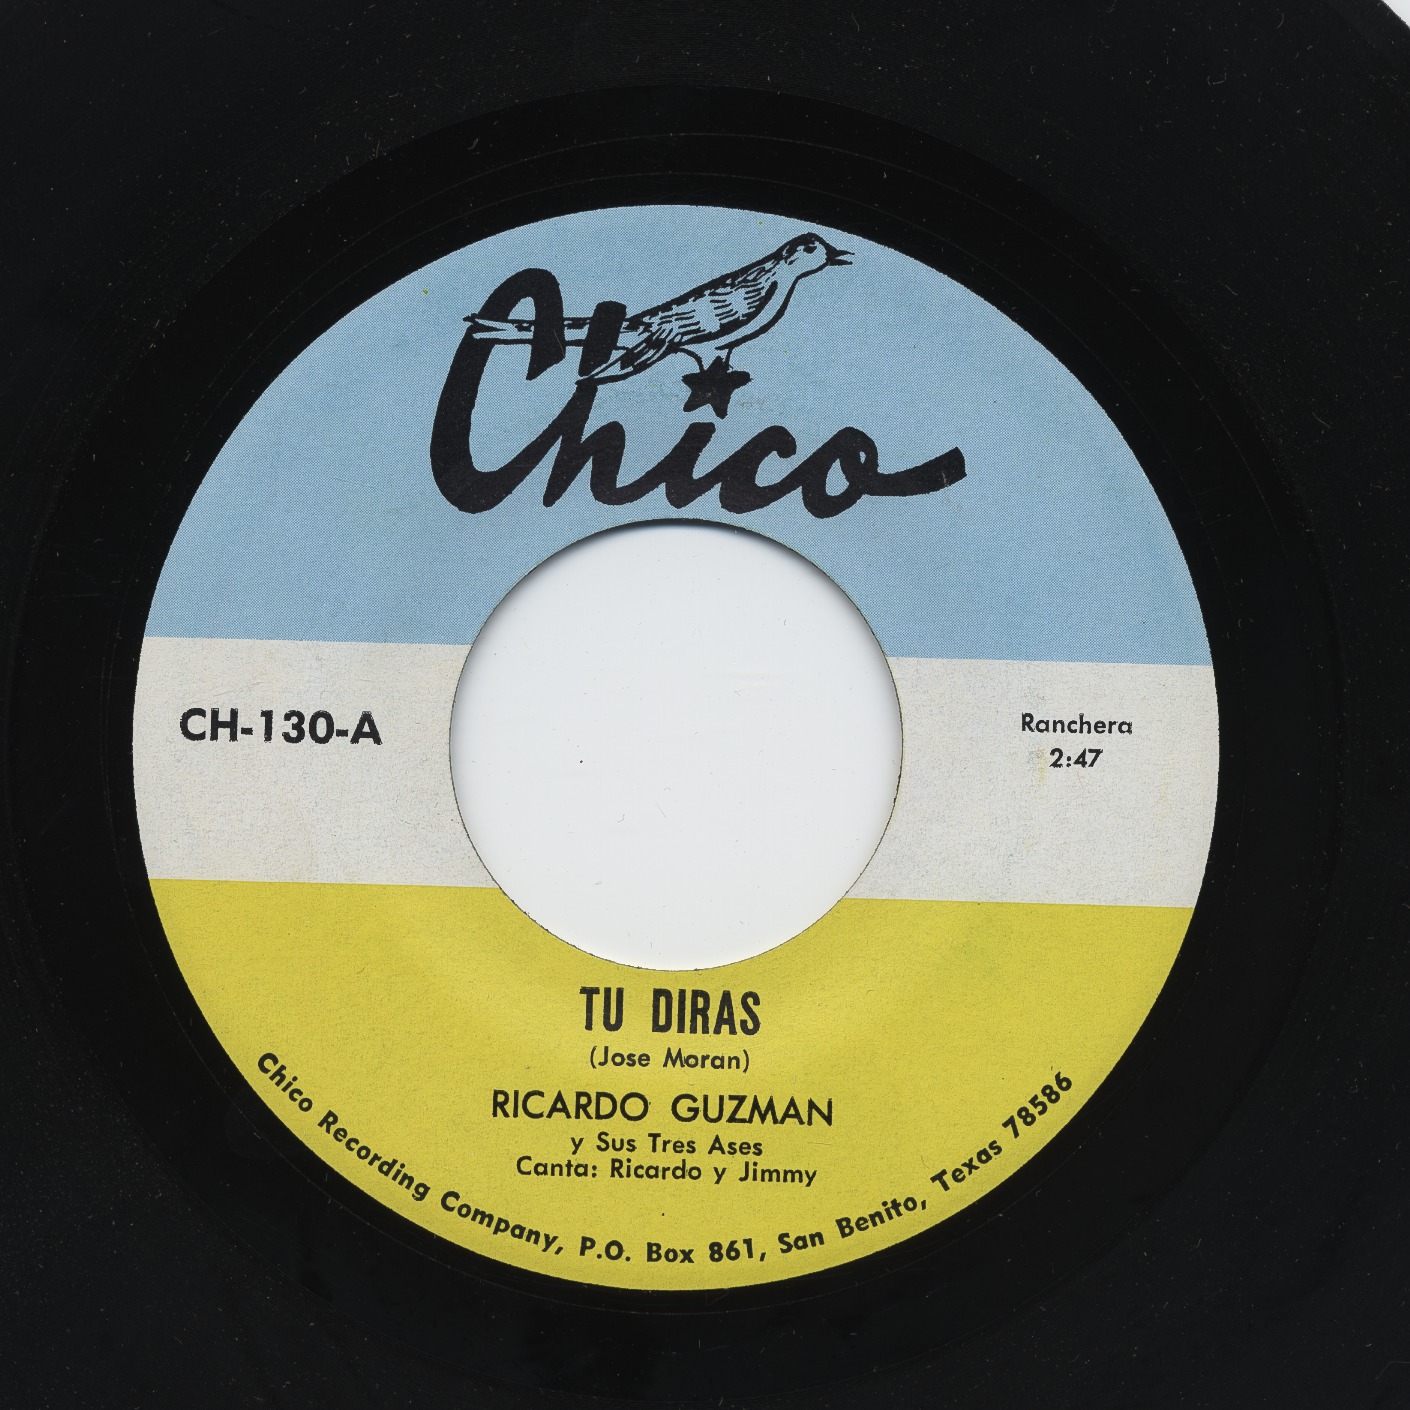 Chico
CH-130-A
Ranchera
2:47
TU DIRAS
(Jose Moran)
RICARDO GUZMAN
y Sus Tres Ases
Canta: Ricardo y Jimmy
Chico Recording Company, P.O. Box 861, San Benito, Texas 78586